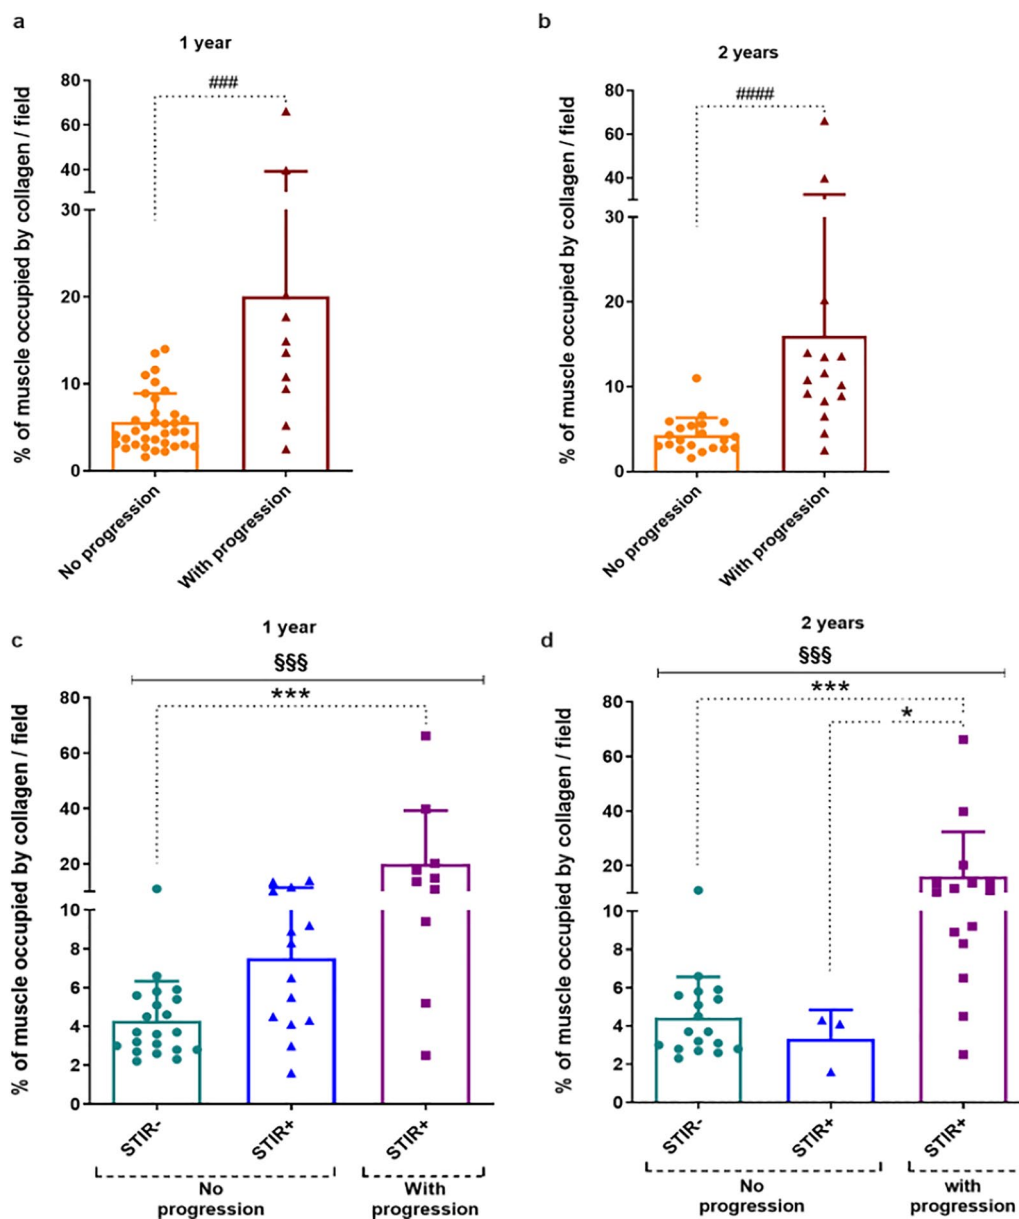 a
1 year
###
% of muscle occupied by collagen / field
80
60
40
30
20
10
0
No progression
With progression
b
2 years
####
% of muscle occupied by collagen / field
80
60
40
30
20
10
0
No progression
With progression
c
1 year
§§§
***
% of muscle occupied by collagen / field
80
60
40
20
10
8
6
4
2
0
STIR-
STIR+
STIR+
No
progression
With
progression
d
2 years
§§§
***
*
% of muscle occupied by collagen / field
80
60
40
20
10
8
6
4
2
0
STIR-
STIR+
STIR+
No
progression
with
progression